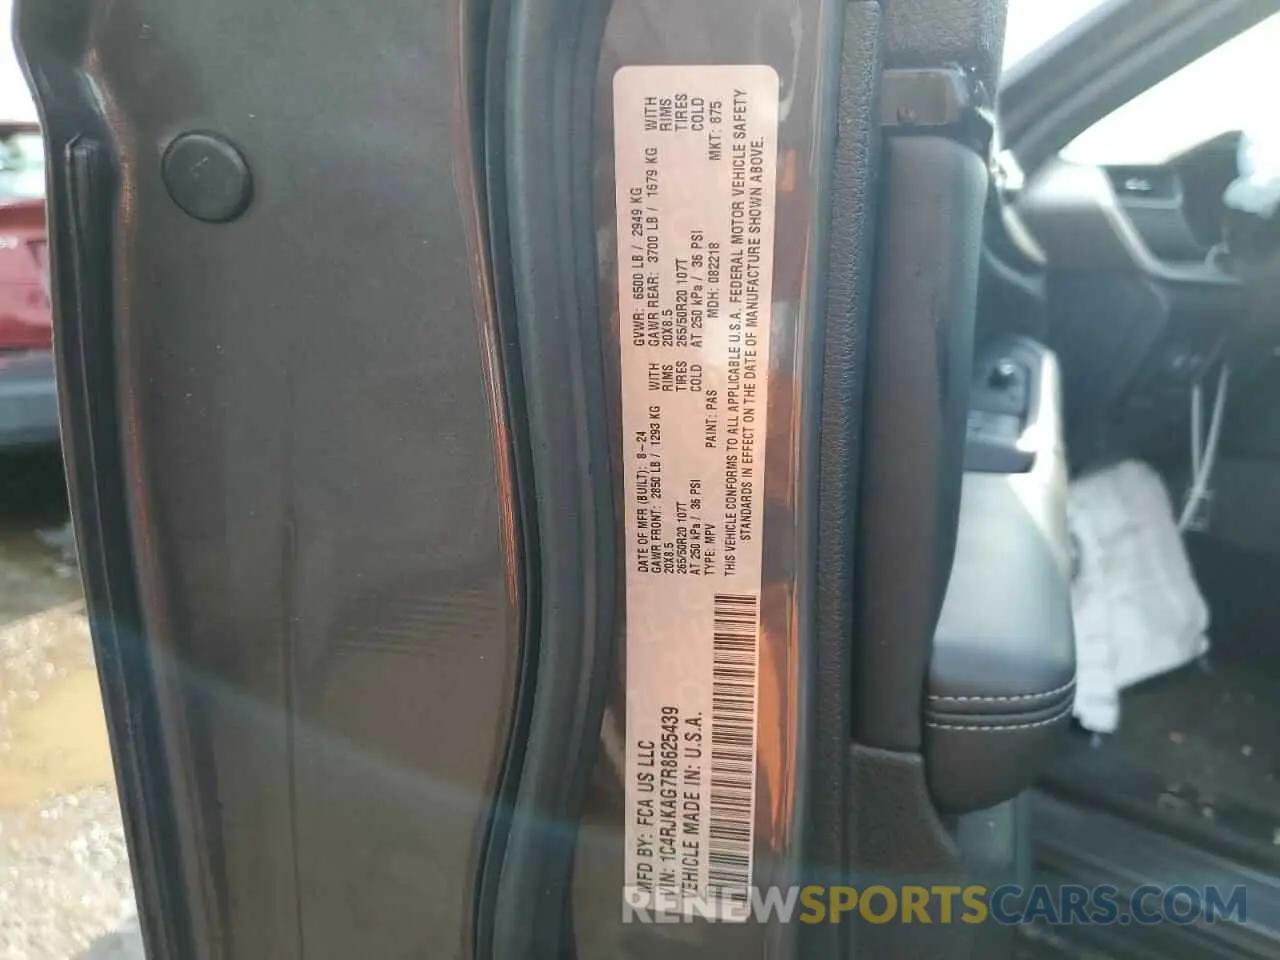 MFD BY: FCA US LLC
DATE OF MFR (BUILT): 8-24
GVWR: 6500 LB / 2949 KG
GAWR FRONT: 2850 LB / 1293 KG WITH
GAWR REAR: 3700 LB / 1679 KG WITH
20X8.5 RIMS
20X8.5 RIMS
265/50R20 107T TIRES
265/50R20 107T TIRES
AT 250 kPa / 36 PSI COLD
AT 250 kPa / 36 PSI COLD
VIN: 1C4RJKAG7R8625439
TYPE: MPV PAINT: PAS MDH: 082218 MKT: 875
VEHICLE MADE IN: U.S.A.
THIS VEHICLE CONFORMS TO ALL APPLICABLE U.S.A. FEDERAL MOTOR VEHICLE SAFETY
STANDARDS IN EFFECT ON THE DATE OF MANUFACTURE SHOWN ABOVE.
RENEWSPORTSCARS.COM